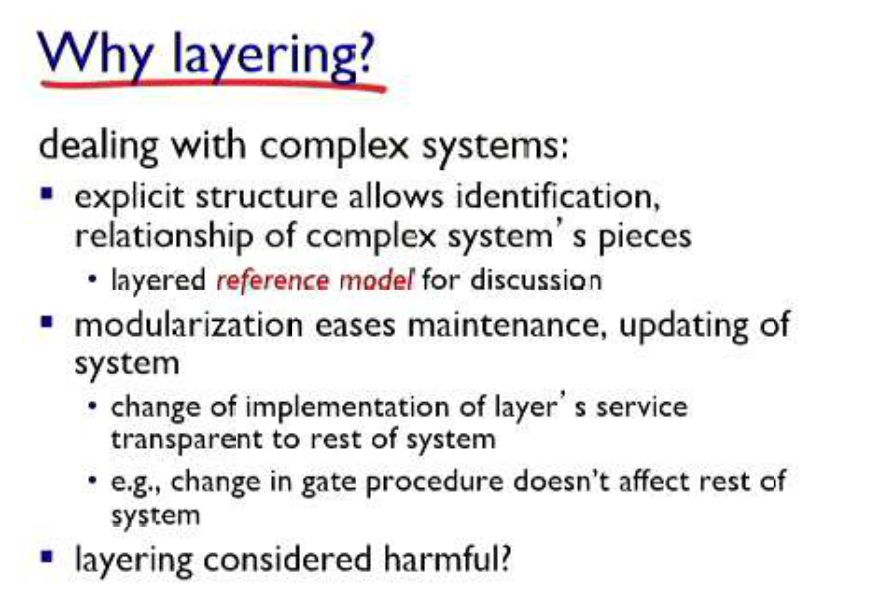 Why layering?
dealing with complex systems:
▪ explicit structure allows identification,
relationship of complex system's pieces
• layered reference model for discussion
▪ modularization eases maintenance, updating of
system
• change of implementation of layer's service
transparent to rest of system
• e.g., change in gate procedure doesn't affect rest of
system
▪ layering considered harmful?